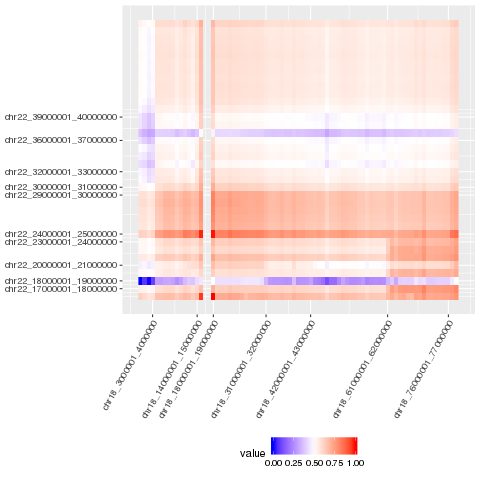 chr22_39000001_40000000
chr22_36000001_37000000
chr22_32000001_33000000
chr22_30000001_31000000
chr22_29000001_30000000
chr22_24000001_25000000
chr22_23000001_24000000
chr22_20000001_21000000
chr22_18000001_19000000
chr22_17000001_18000000
chr18_3000001_4000000
chr18_14000001_15000000
chr18_18000001_19000000
chr18_31000001_32000000
chr18_42000001_43000000
chr18_61000001_62000000
chr18_76000001_77000000
value
0.00 0.25 0.50 0.75 1.00